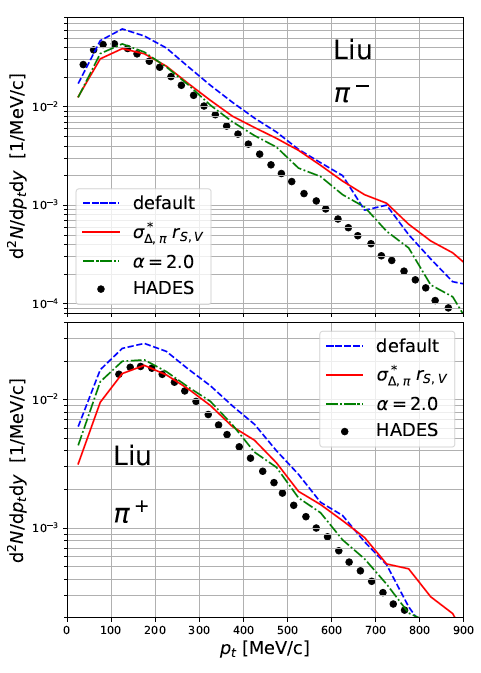 Liu
π⁻
d²N/dpₜdy [1/MeV/c]
10⁻²
10⁻³
10⁻⁴
default
σ*Δ,π rS,V
α = 2.0
HADES
default
σ*Δ,π rS,V
α = 2.0
HADES
d²N/dpₜdy [1/MeV/c]
10⁻²
10⁻³
Liu
π⁺
0 100 200 300 400 500 600 700 800 900
pₜ [MeV/c]